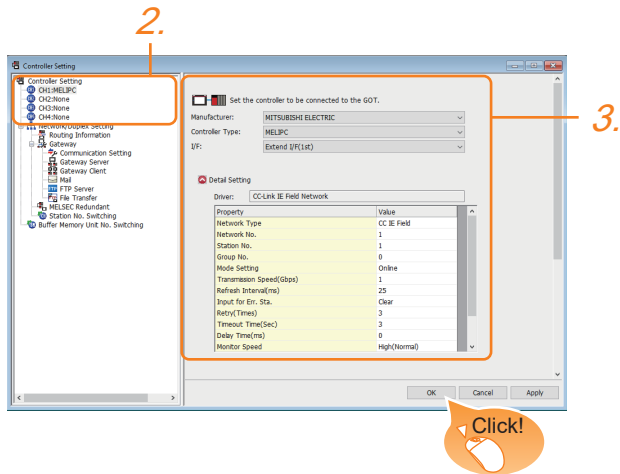 2.
Controller Setting
Controller Setting
CH1:MELIPC
CH2:None
CH3:None
CH4:None
Network/Duplex Setting
Routing Information
Gateway
Communication Setting
Gateway Server
Gateway Client
Mail
FTP Server
File Transfer
MELSEC Redundant
Station No. Switching
Buffer Memory Unit No. Switching
Set the controller to be connected to the GOT.
3.
Manufacturer: MITSUBISHI ELECTRIC
Controller Type: MELIPC
I/F: Extend I/F(1st)
Detail Setting
Driver: CC-Link IE Field Network
Property Value
Network Type CC IE Field
Network No. 1
Station No. 1
Group No. 0
Mode Setting Online
Transmission Speed(Gbps) 1
Refresh Interval(ms) 25
Input for Err. Sta. Clear
Retry(Times) 3
Timeout Time(Sec) 3
Delay Time(ms) 0
Monitor Speed High(Normal)
OK Cancel Apply
Click!